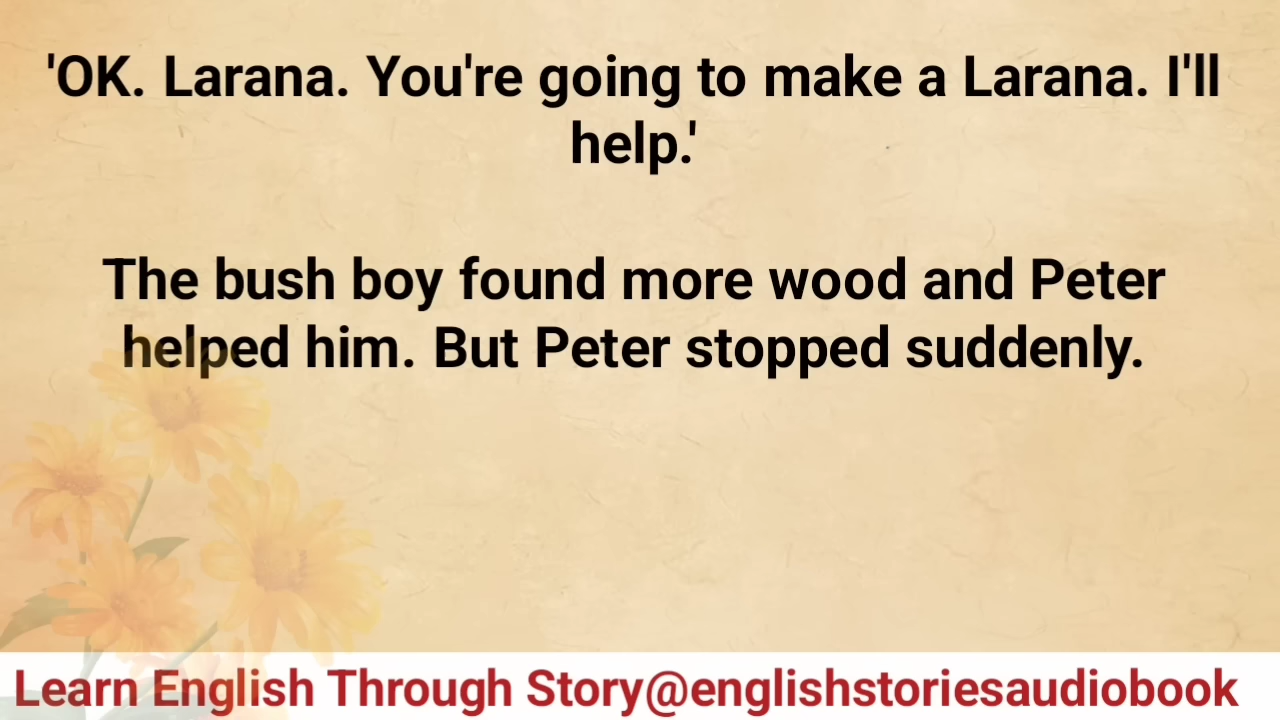 'OK. Larana. You're going to make a Larana. I'll
help.'
The bush boy found more wood and Peter
helped him. But Peter stopped suddenly.
Learn English Through Story@englishstoriesaudiobook